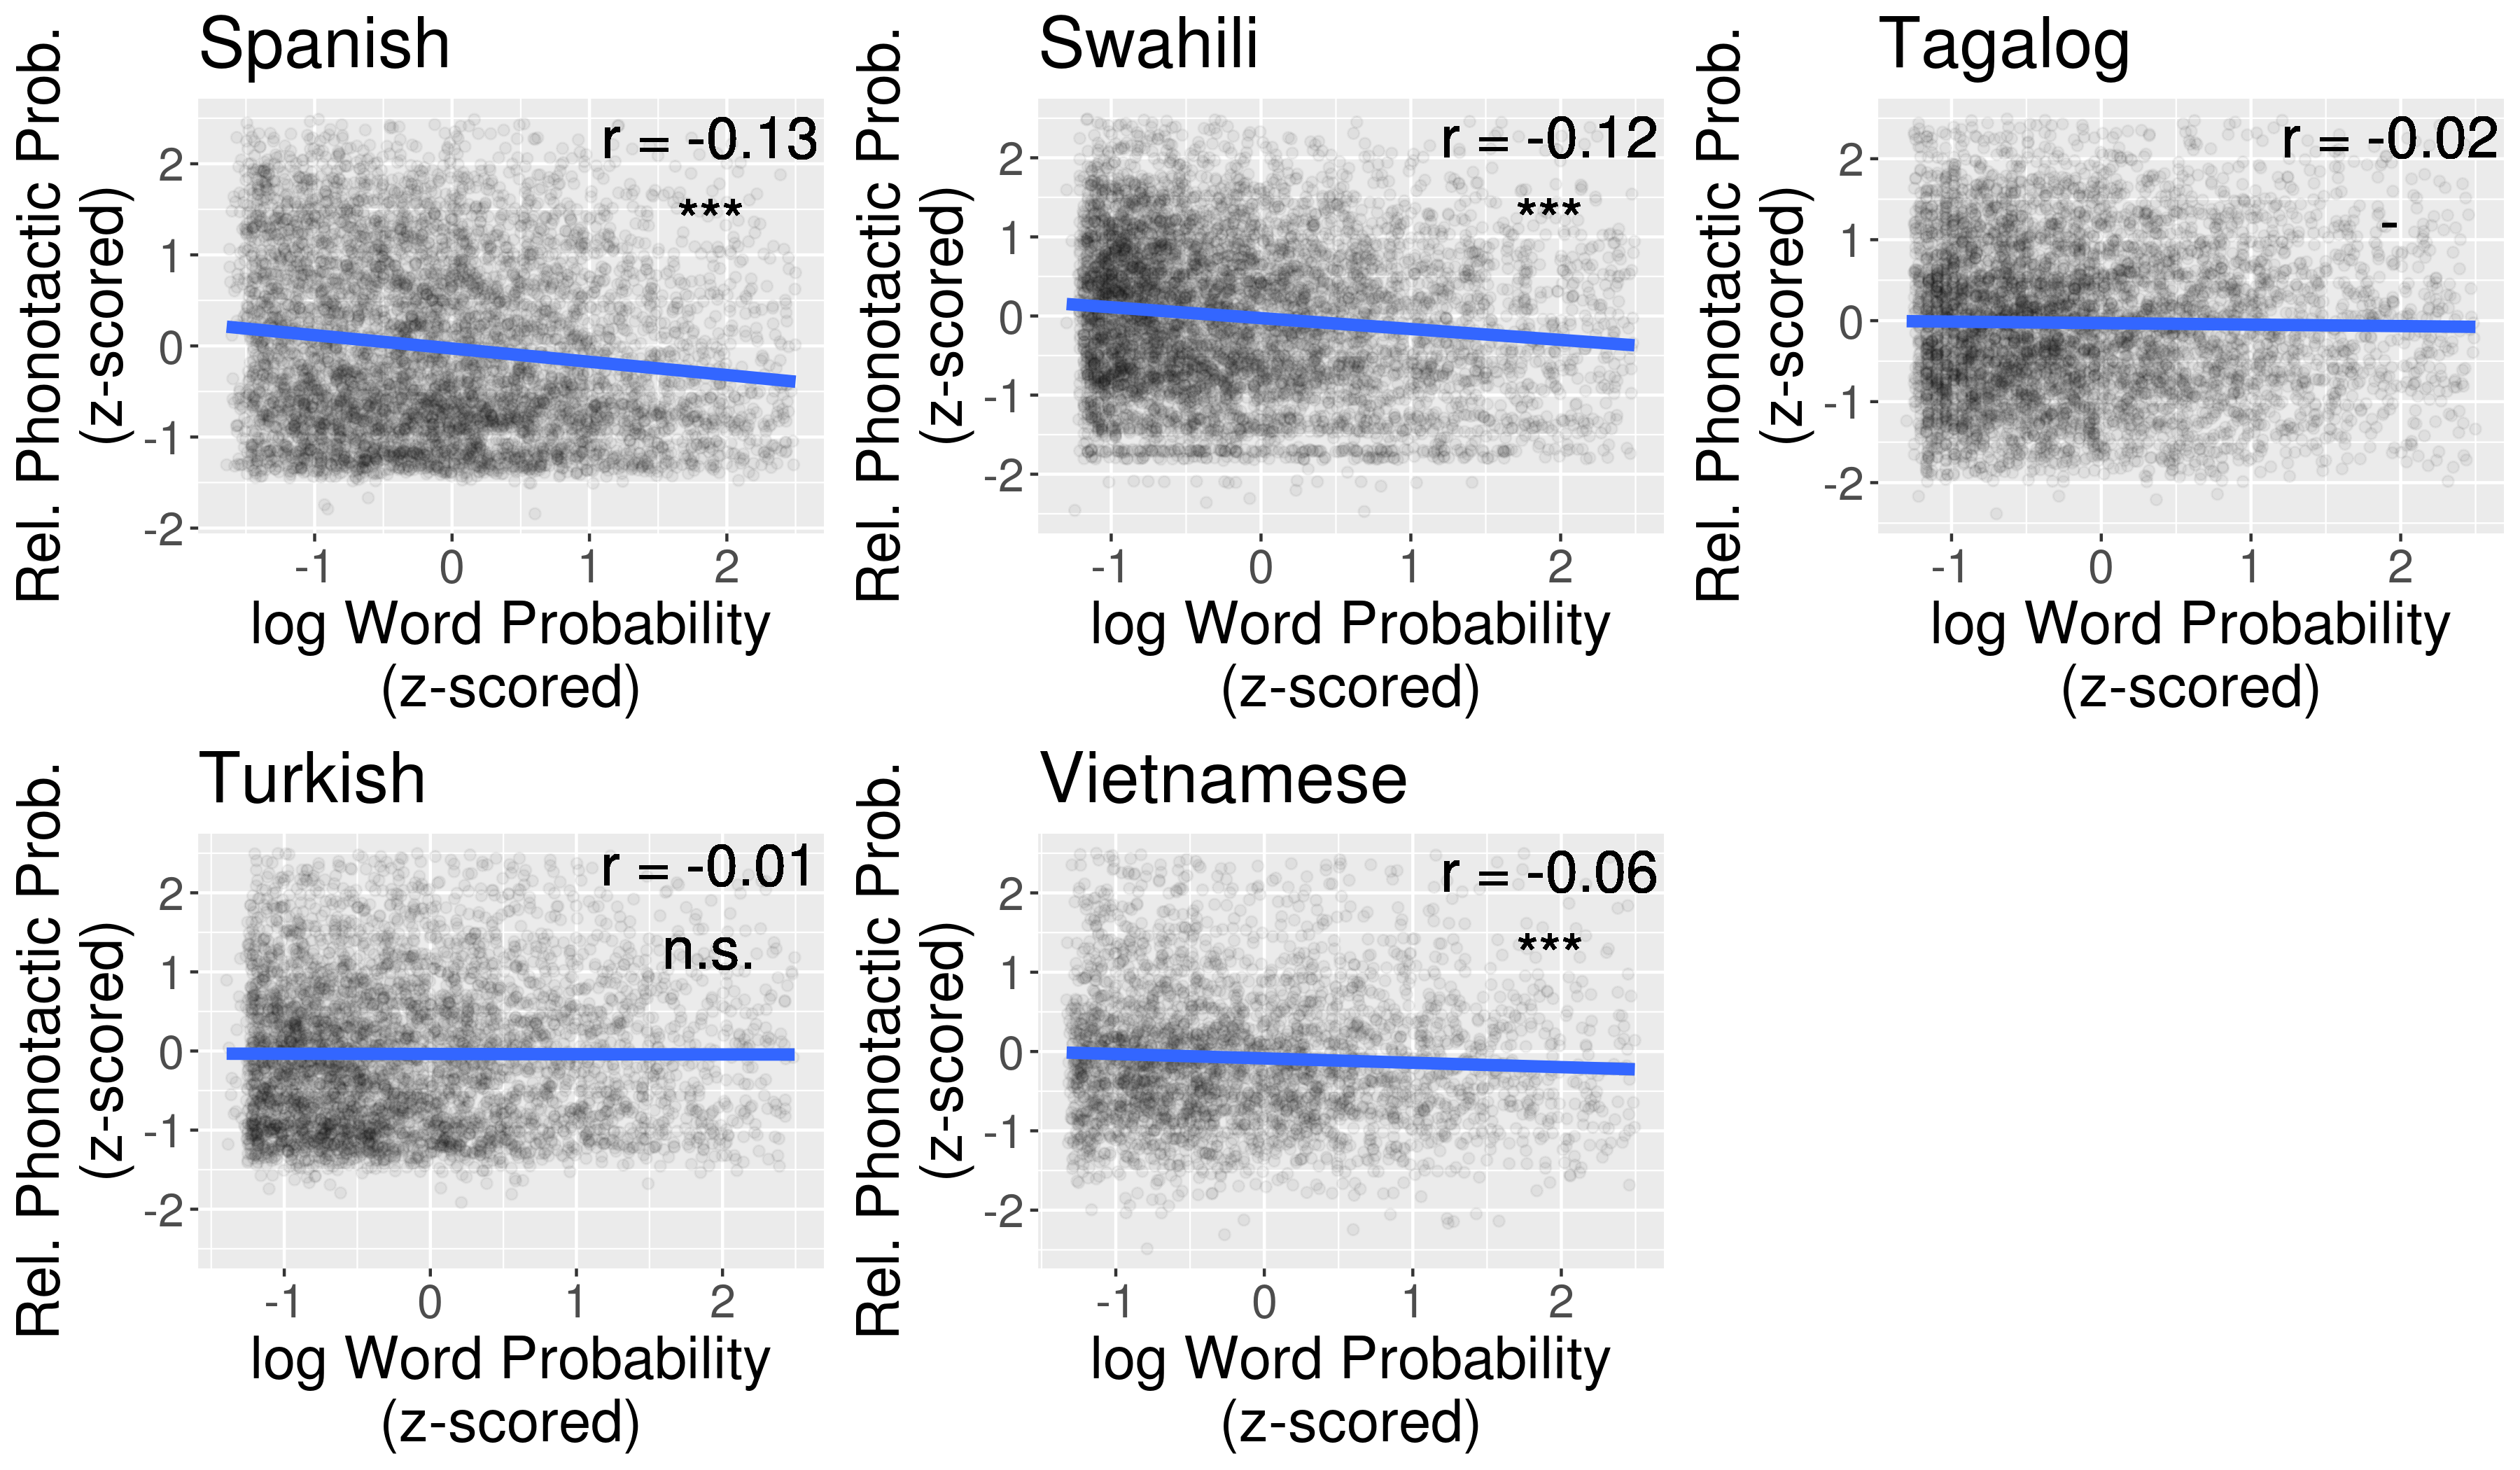 Spanish
Rel. Phonotactic Prob.
(z-scored)
r = -0.13
***
2
1
0
-1
-2
-1 0 1 2
log Word Probability
(z-scored)
Swahili
Rel. Phonotactic Prob.
(z-scored)
r = -0.12
***
2
1
0
-1
-2
-1 0 1 2
log Word Probability
(z-scored)
Tagalog
Rel. Phonotactic Prob.
(z-scored)
r = -0.02
-
2
1
0
-1
-2
-1 0 1 2
log Word Probability
(z-scored)
Turkish
Rel. Phonotactic Prob.
(z-scored)
r = -0.01
n.s.
2
1
0
-1
-2
-1 0 1 2
log Word Probability
(z-scored)
Vietnamese
Rel. Phonotactic Prob.
(z-scored)
r = -0.06
***
2
1
0
-1
-2
-1 0 1 2
log Word Probability
(z-scored)